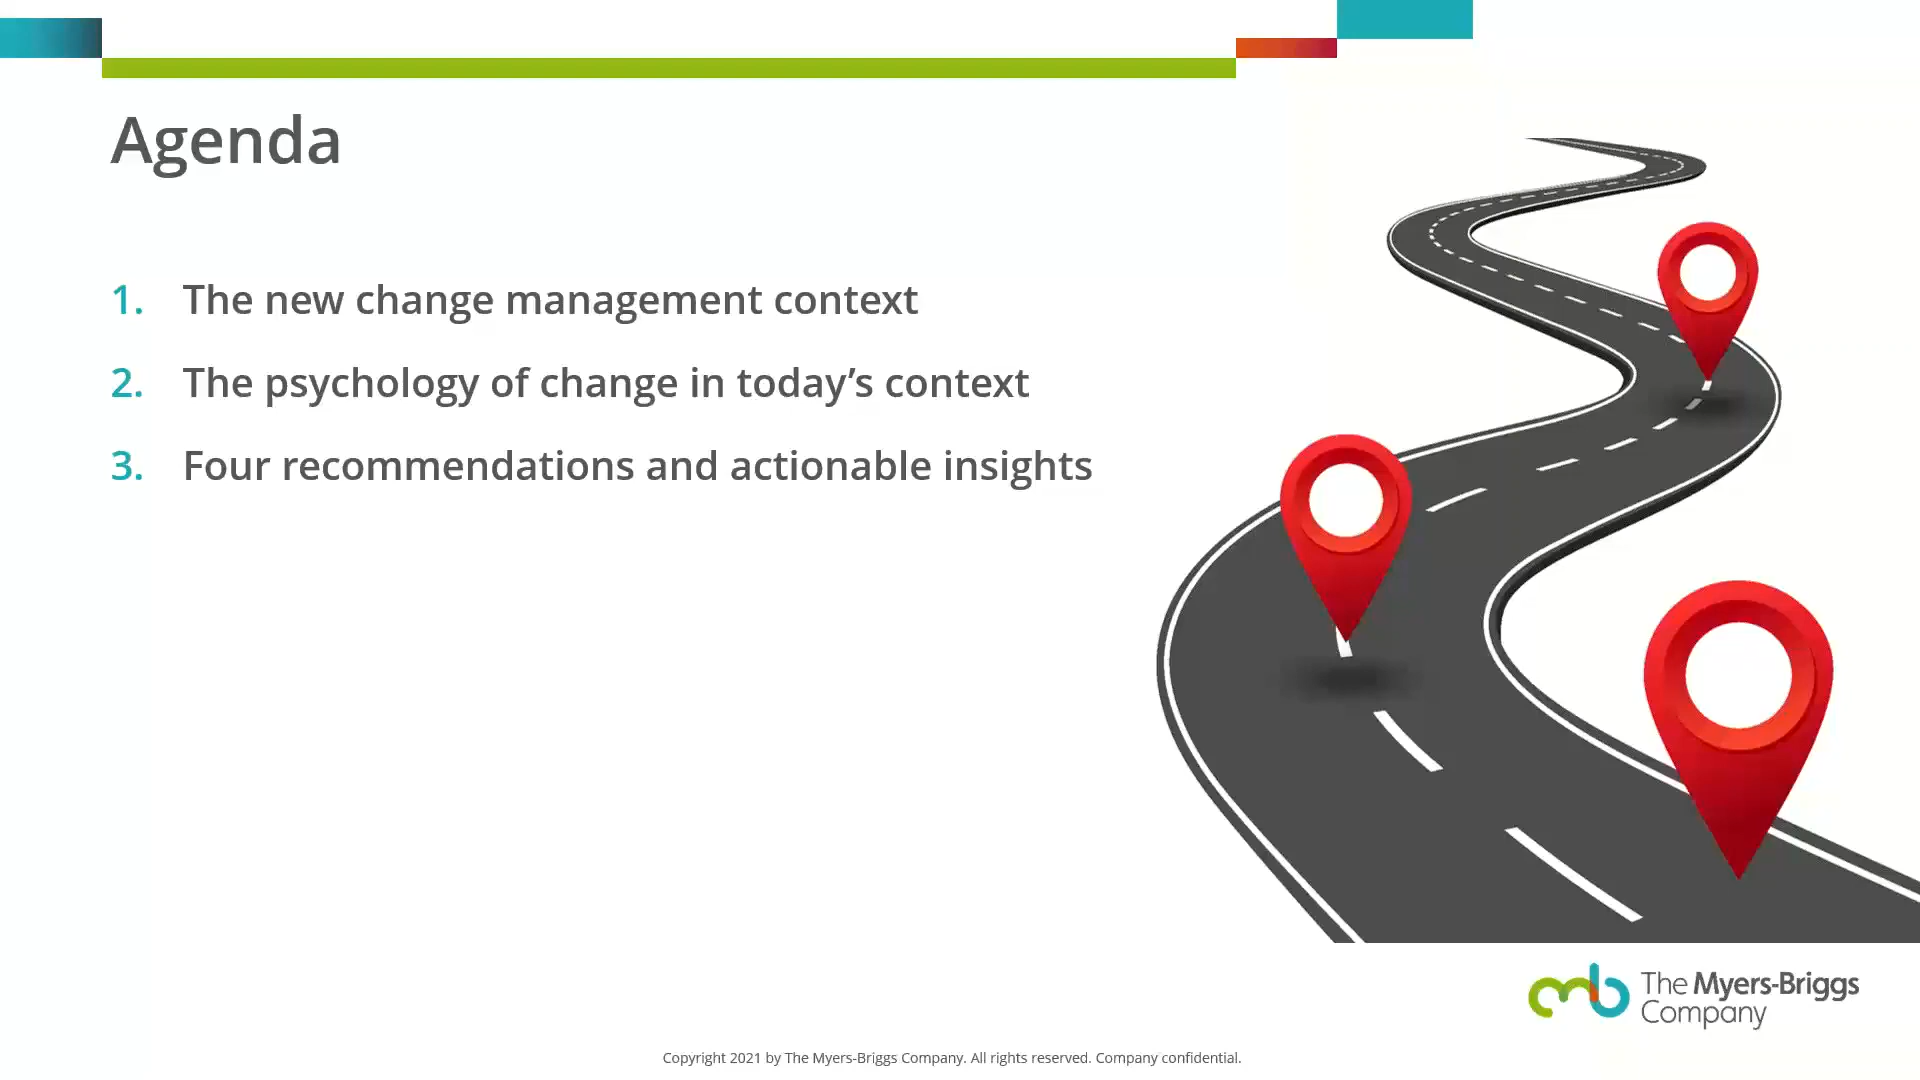 Agenda
1. The new change management context
2. The psychology of change in today’s context
3. Four recommendations and actionable insights
mb The Myers-Briggs
Company
Copyright 2021 by The Myers-Briggs Company. All rights reserved. Company confidential.